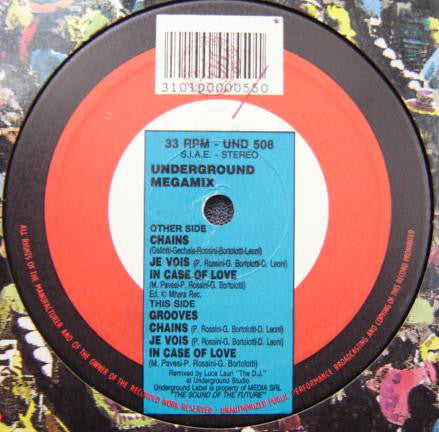 *
310100000550
33 RPM - UND 508
S.I.A.E. - STEREO
UNDERGROUND
MEGAMIX
OTHER SIDE
CHAINS
(Gallotti-Gechele-Rossini-Bortolotti-Leoni)
JE VOIS (P. Rossini-G. Bortolotti-D. Leoni)
IN CASE OF LOVE
(M. Pavesi-P. Rossini-G. Bortolotti)
Ed. © Mhara Rec.
THIS SIDE
GROOVES
CHAINS (P. Rossini-G. Bortolotti-D. Leoni)
JE VOIS (P. Rossini-G. Bortolotti-D. Leoni)
IN CASE OF LOVE
(M. Pavesi-P. Rossini-G. Bortolotti)
Remixed by Luca Lauri "The D.J."
at Underground Studio
Underground Label is property of MEDIA SRL
"THE SOUND OF THE FUTURE"
ALL RIGHTS OF THE MANUFACTURER AND OF THE OWNER OF THE RECORDED WORK RESERVED - UNAUTHORIZED PUBLIC PERFORMANCE BROADCASTING AND COPYING OF THIS RECORD PROHIBITED